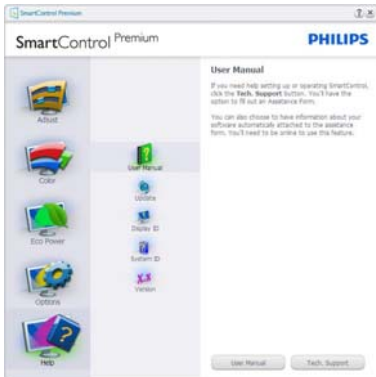 SmartControl Premium
SmartControl Premium
PHILIPS
Adjust
Color
Eco Power
Options
Help
User Manual
Update
Display ID
System ID
Version
User Manual
If you need help setting up or operating SmartControl,
click the Tech. Support button. You'll have the
option to fill out an Assistance Form.
You can also choose to have information about your
software automatically attached to the assistance
form. You'll need to be online to use this feature.
User Manual
Tech. Support